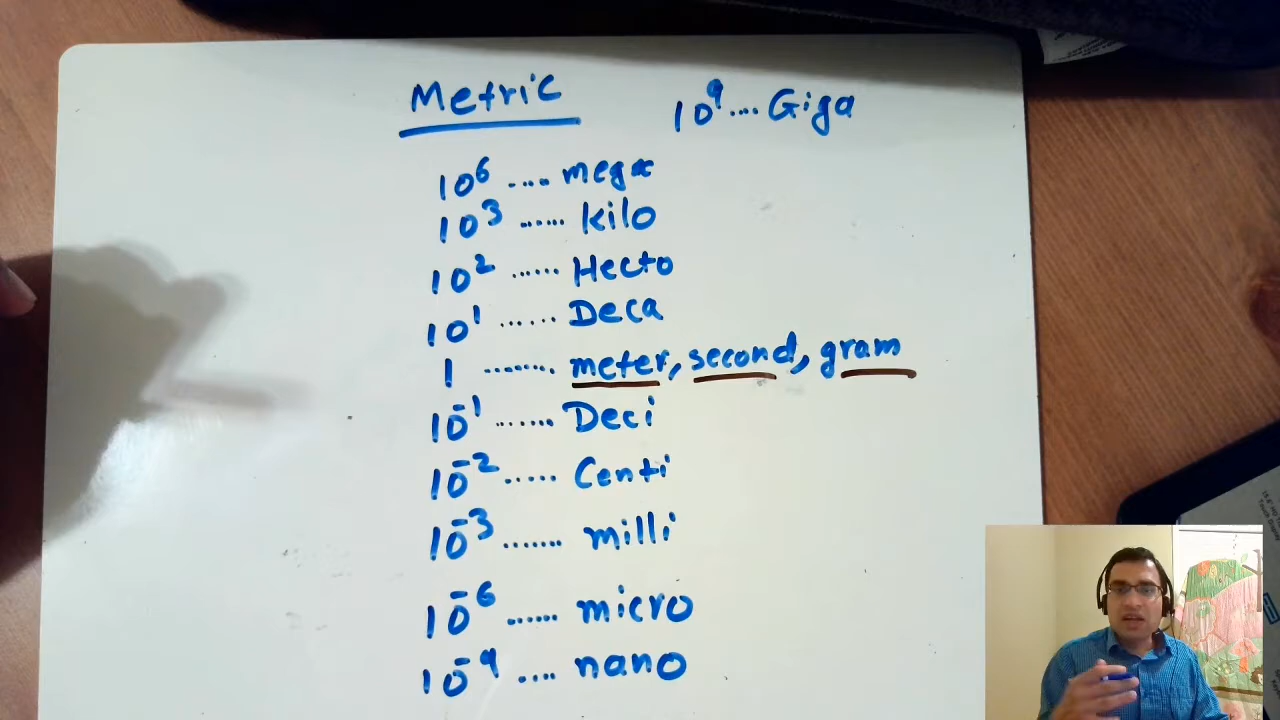 Metric
10⁹....Giga
10⁶....mega
10³......kilo
10²......Hecto
10¹......Deca
1........meter, second, gram
10⁻¹.......Deci
10⁻².....Centi
10⁻³.......milli
10⁻⁶......micro
10⁻⁹....nano